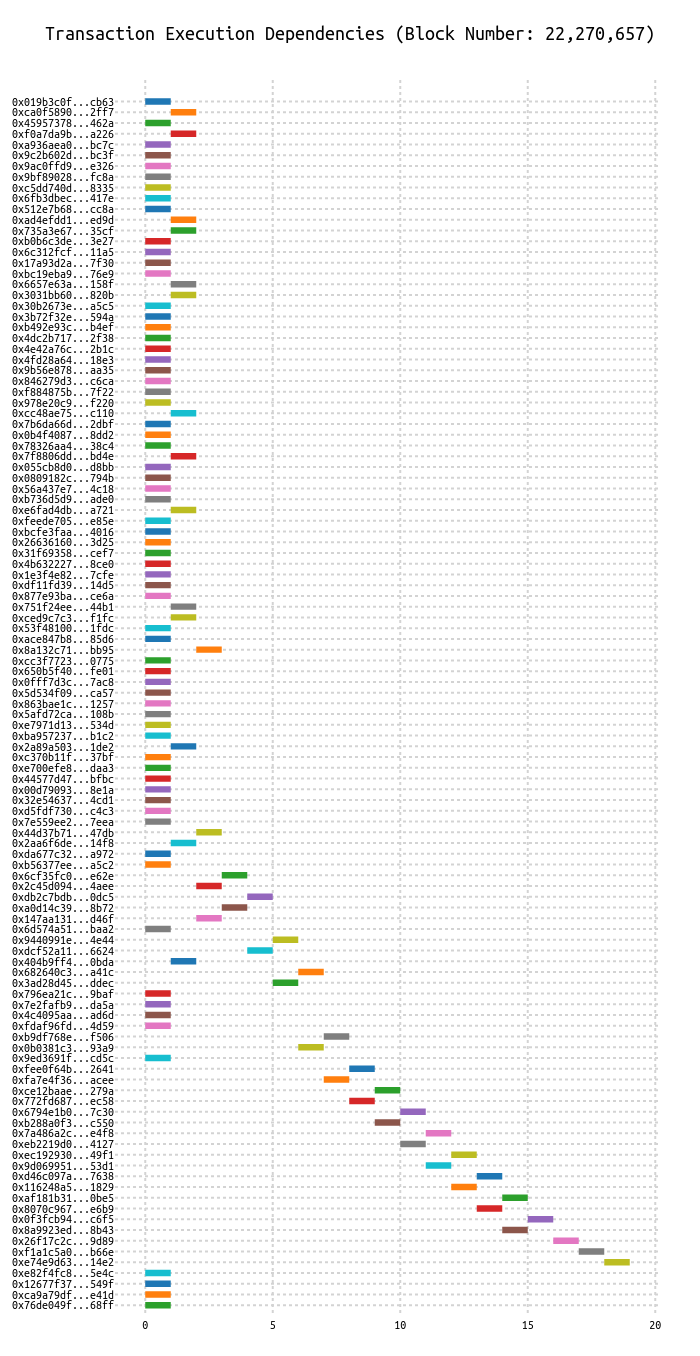 Transaction Execution Dependencies (Block Number: 22,270,657)
0x019b3c0f...cb63
0xca0f5890...2ff7
0x45957378...462a
0xf0a7da9b...a226
0xa936aea0...bc7c
0x9c2b602d...bc3f
0x9ac0ffd9...e326
0x9bf89028...fc8a
0xc5dd740d...8335
0x6fb3dbec...417e
0x512e7b68...cc8a
0xad4efdd1...ed9d
0x735a3e67...35cf
0xb0b6c3de...3e27
0x6c312fcf...11a5
0x17a93d2a...7f30
0xbc19eba9...76e9
0x6657e63a...158f
0x3031bb60...820b
0x30b2673e...a5c5
0x3b72f32e...594a
0xb492e93c...b4ef
0x4dc2b717...2f38
0x4e42a76c...2b1c
0x4fd28a64...18e3
0x9b56e878...aa35
0x846279d3...c6ca
0xf884875b...7f22
0x978e20c9...f220
0xcc48ae75...c110
0x7b6da66d...2dbf
0x0b4f4087...8dd2
0x78326aa4...38c4
0x7f8806dd...bd4e
0x055cb8d0...d8bb
0x0809182c...794b
0x56a437e7...4c18
0xb736d5d9...ade0
0xe6fad4db...a721
0xfeede705...e85e
0xbcfe3faa...4016
0x26636160...3d25
0x31f69358...cef7
0x4b632227...8ce0
0x1e3f4e82...7cfe
0xdf11fd39...14d5
0x877e93ba...ce6a
0x751f24ee...44b1
0xced9c7c3...f1fc
0x53f48100...1fdc
0xace847b8...85d6
0x8a132c71...bb95
0xcc3f7723...0775
0x650b5f40...fe01
0x0fff7d3c...7ac8
0x5d534f09...ca57
0x863bae1c...1257
0x5afd72ca...108b
0xe7971d13...534d
0xba957237...b1c2
0x2a89a503...1de2
0xc370b11f...37bf
0xe700efe8...daa3
0x44577d47...bfbc
0x00d79093...8e1a
0x32e54637...4cd1
0xd5fdf730...c4c3
0x7e559ee2...7eea
0x44d37b71...47db
0x2aa6f6de...14f8
0xda677c32...a972
0xb56377ee...a5c2
0x6cf35fc0...e62e
0x2c45d094...4aee
0xdb2c7bdb...0dc5
0xa0d14c39...8b72
0x147aa131...d46f
0x6d574a51...baa2
0x9440991e...4e44
0xdcf52a11...6624
0x404b9ff4...0bda
0x682640c3...a41c
0x3ad28d45...ddec
0x796ea21c...9baf
0x7e2fafb9...da5a
0x4c4095aa...ad6d
0xfdaf96fd...4d59
0xb9df768e...f506
0x0b0381c3...93a9
0x9ed3691f...cd5c
0xfee0f64b...2641
0xfa7e4f36...acee
0xce12baae...279a
0x772fd687...ec58
0x6794e1b0...7c30
0xb288a0f3...c550
0x7a486a2c...e4f8
0xeb2219d0...4127
0xec192930...49f1
0x9d069951...53d1
0xd46c097a...7638
0x116248a5...1829
0xaf181b31...0be5
0x8070c967...e6b9
0x0f3fcb94...c6f5
0x8a9923ed...8b43
0x26f17c2c...9d89
0xf1a1c5a0...b66e
0xe74e9d63...14e2
0xe82f4fc8...5e4c
0x12677f37...549f
0xca9a79df...e41d
0x76de049f...68ff
0 5 10 15 20